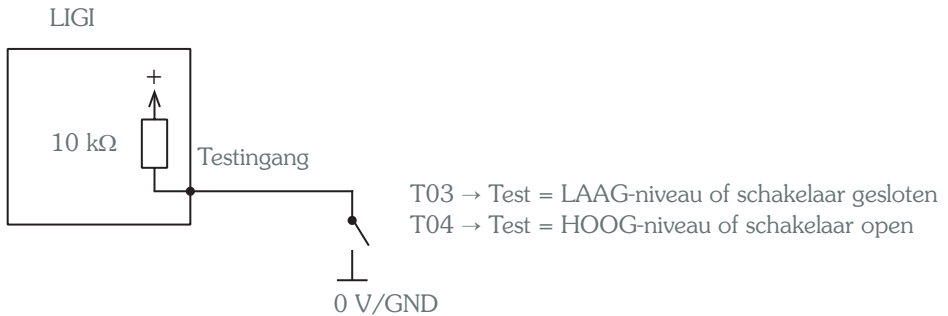 LIGI
+
10 kΩ
Testingang
T03 → Test = LAAG-niveau of schakelaar gesloten
T04 → Test = HOOG-niveau of schakelaar open
0 V/GND